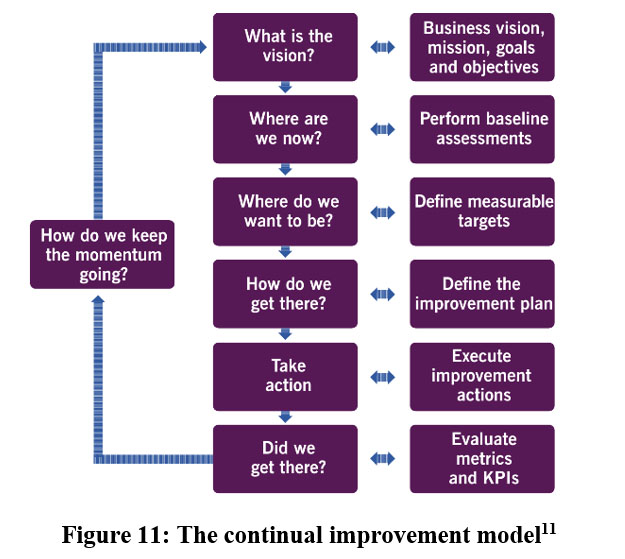 What is the
vision?
Business vision,
mission, goals
and objectives
Where are
we now?
Perform baseline
assessments
Where do we
want to be?
Define measurable
targets
How do we keep
the momentum
going?
How do we
get there?
Define the
improvement plan
Take
action
Execute
improvement
actions
Did we
get there?
Evaluate
metrics
and KPIs
Figure 11: The continual improvement model¹¹